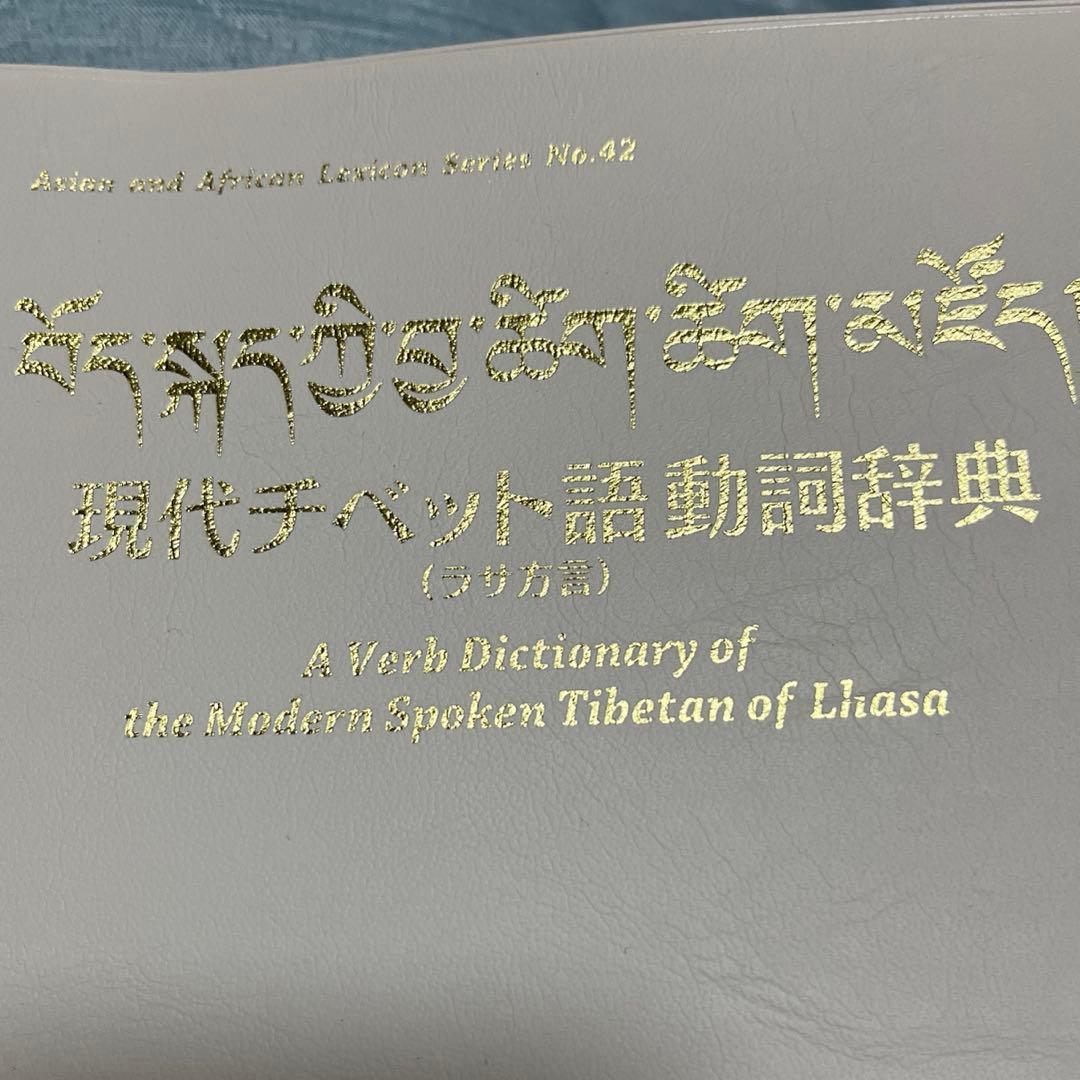 Asian and African Lexicon Series No.42
བོད་སྐད་ཀྱི་བྱ་ཚིག་ཚིག་མཛོད།
現代チベット語動詞辞典
(ラサ方言)
A Verb Dictionary of
the Modern Spoken Tibetan of Lhasa